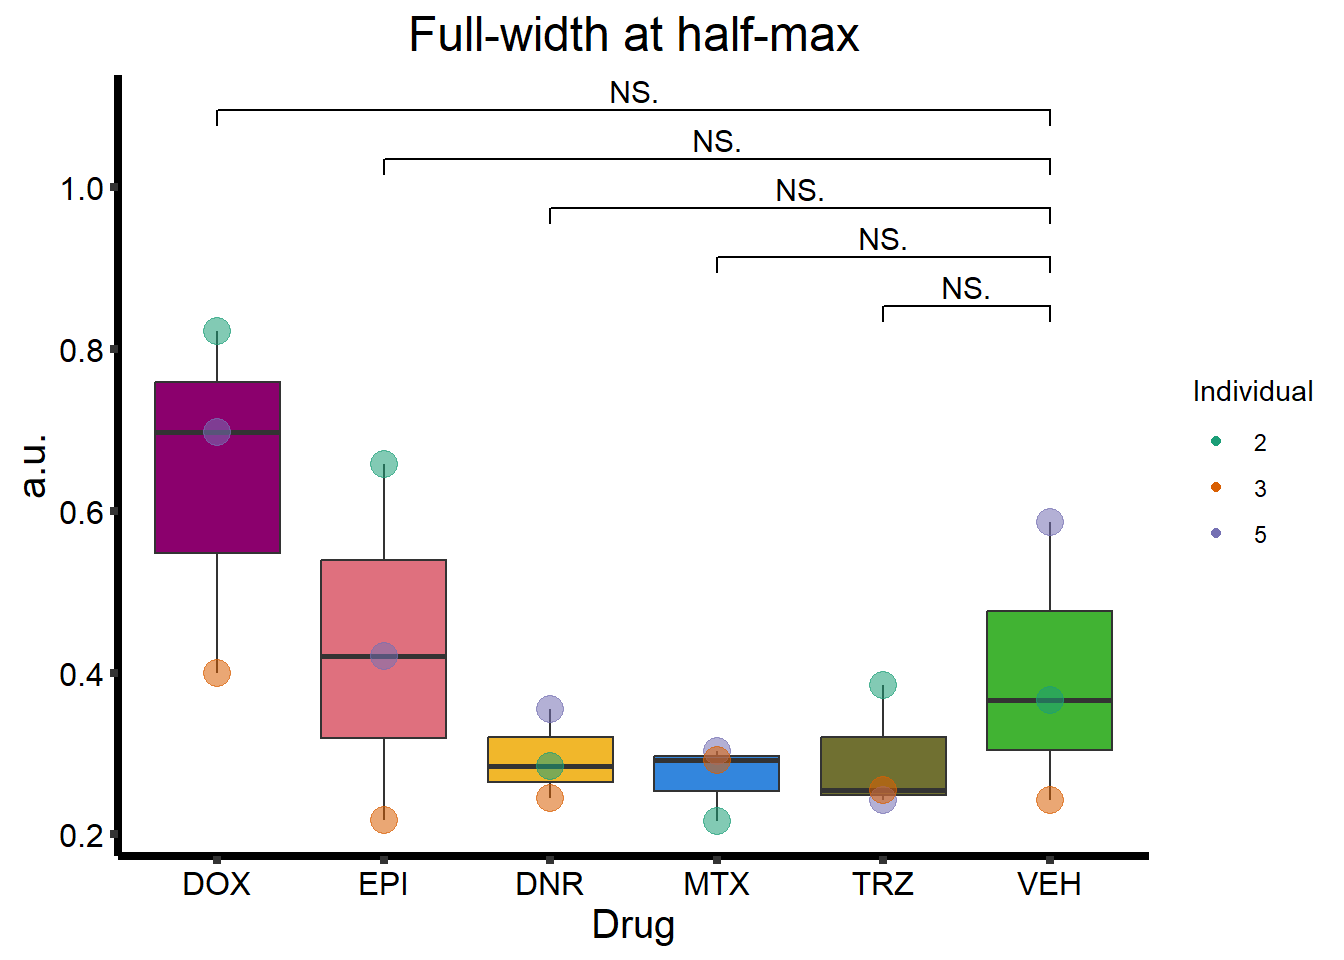 Full-width at half-max
NS.
NS.
NS.
NS.
NS.
1.0
0.8
0.6
0.4
0.2
a.u.
DOX EPI DNR MTX TRZ VEH
Drug
Individual
2
3
5